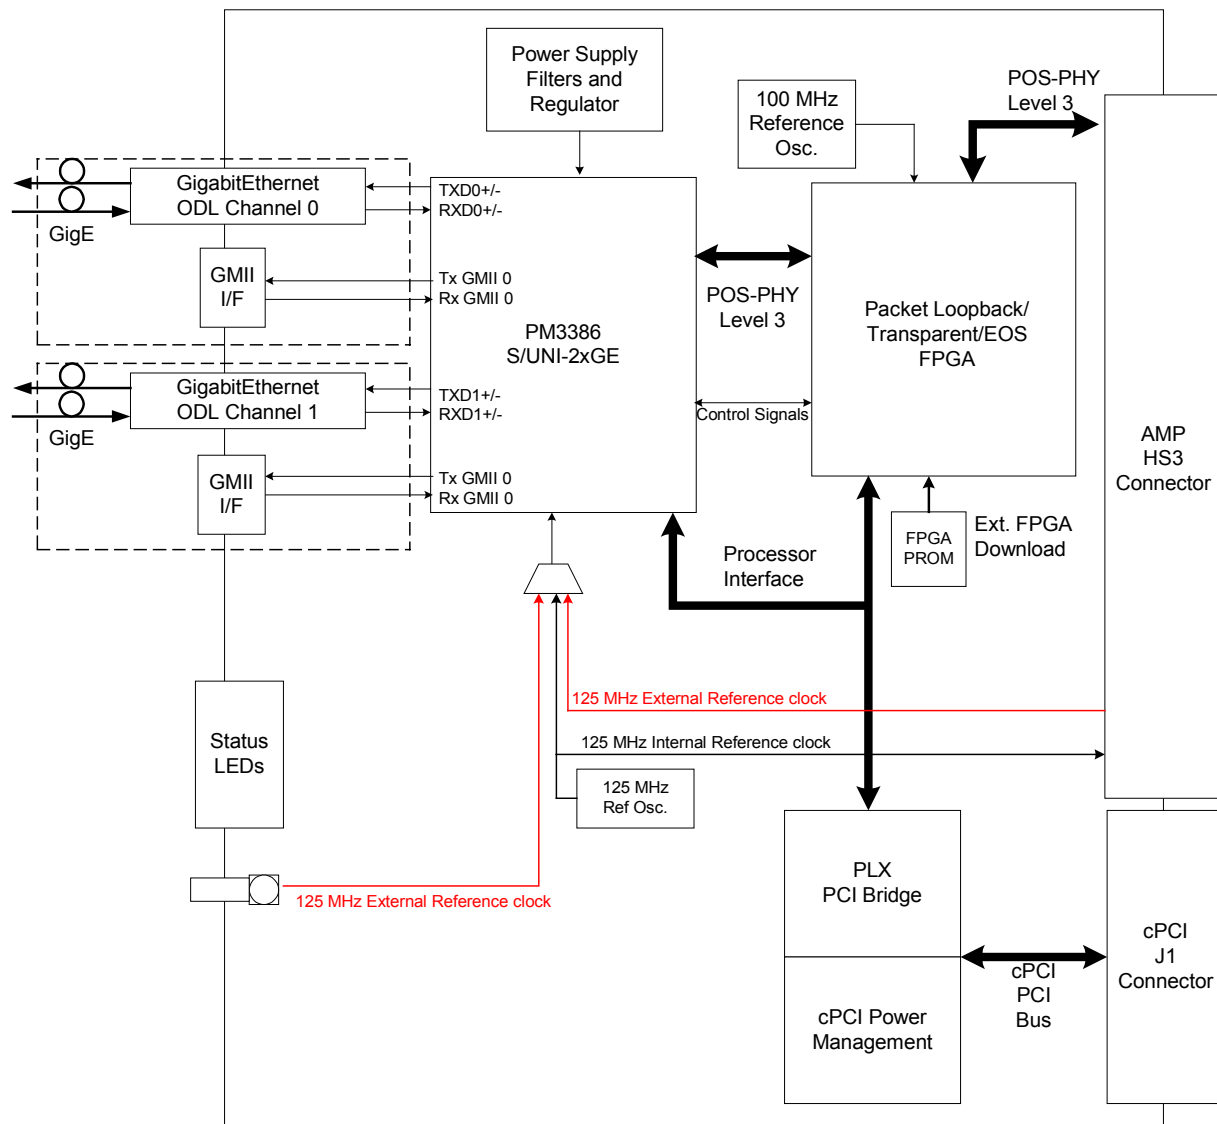 Power Supply
Filters and
Regulator
100 MHz
Reference
Osc.
POS-PHY
Level 3
GigabitEthernet
ODL Channel 0
GigE
GMII
I/F
TXD0+/-
RXD0+/-
Tx GMII 0
Rx GMII 0
PM3386
S/UNI-2xGE
POS-PHY
Level 3
Packet Loopback/
Transparent/EOS
FPGA
GigabitEthernet
ODL Channel 1
GigE
GMII
I/F
TXD1+/-
RXD1+/-
Tx GMII 0
Rx GMII 0
Control Signals
AMP
HS3
Connector
FPGA
PROM
Ext. FPGA
Download
Processor
Interface
125 MHz External Reference clock
125 MHz Internal Reference clock
Status
LEDs
125 MHz
Ref Osc.
125 MHz External Reference clock
PLX
PCI Bridge
cPCI Power
Management
cPCI
PCI
Bus
cPCI
J1
Connector